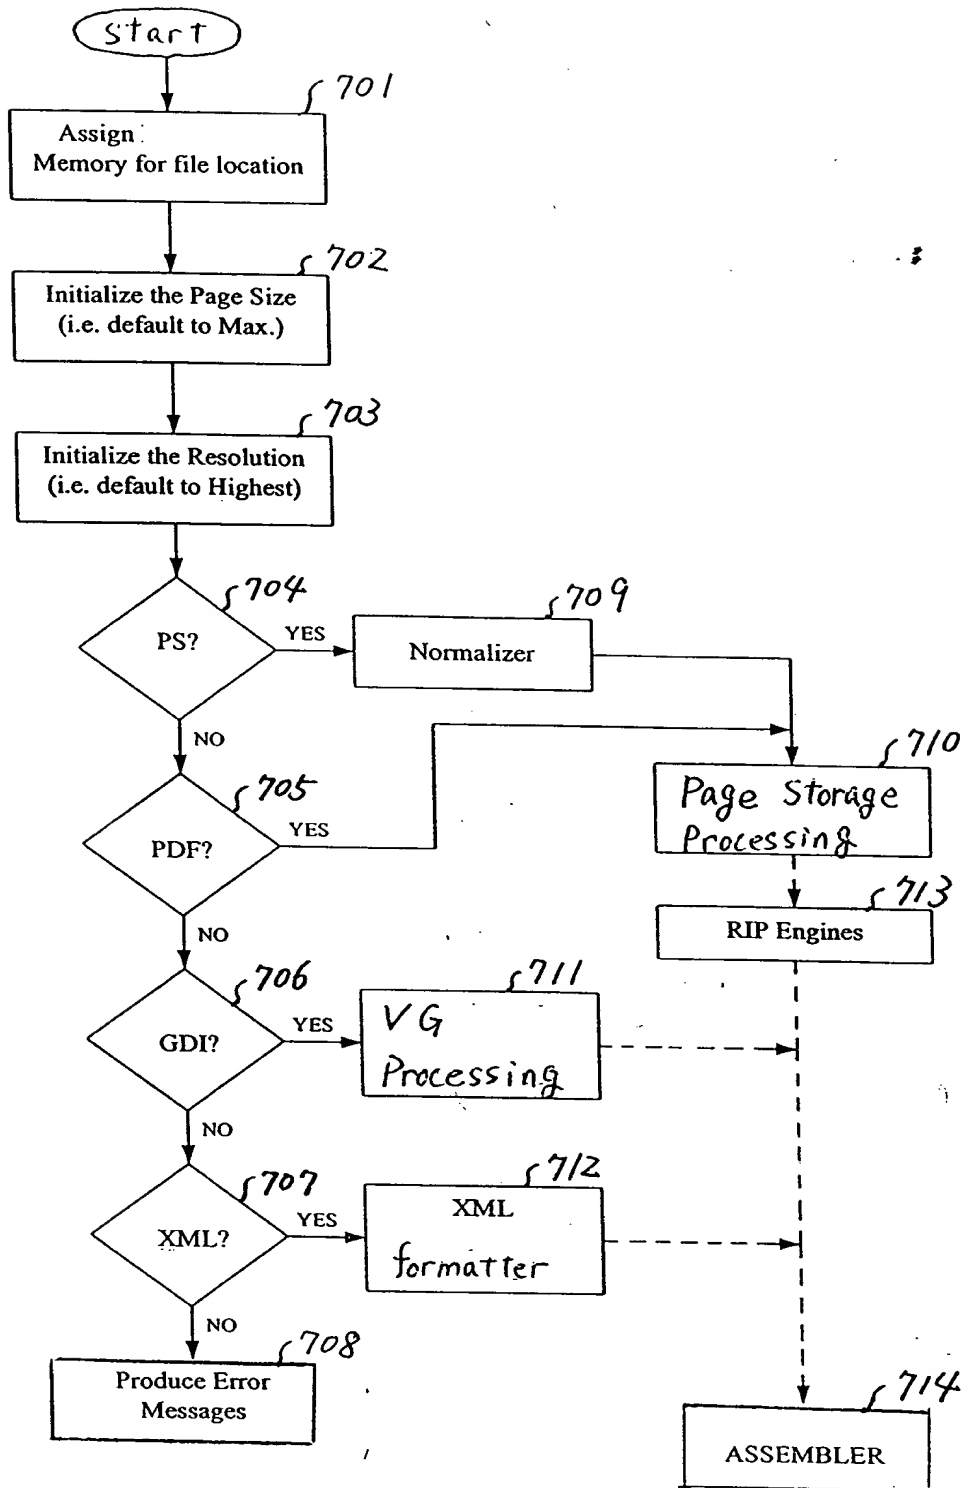 start
701
Assign
Memory for file location
702
Initialize the Page Size
(i.e. default to Max.)
703
Initialize the Resolution
(i.e. default to Highest)
704
PS?
YES
709
Normalizer
NO
710
Page Storage
Processing
705
PDF?
YES
NO
713
RIP Engines
706
GDI?
YES
711
VG
Processing
NO
707
XML?
YES
712
XML
formatter
NO
708
Produce Error
Messages
714
ASSEMBLER